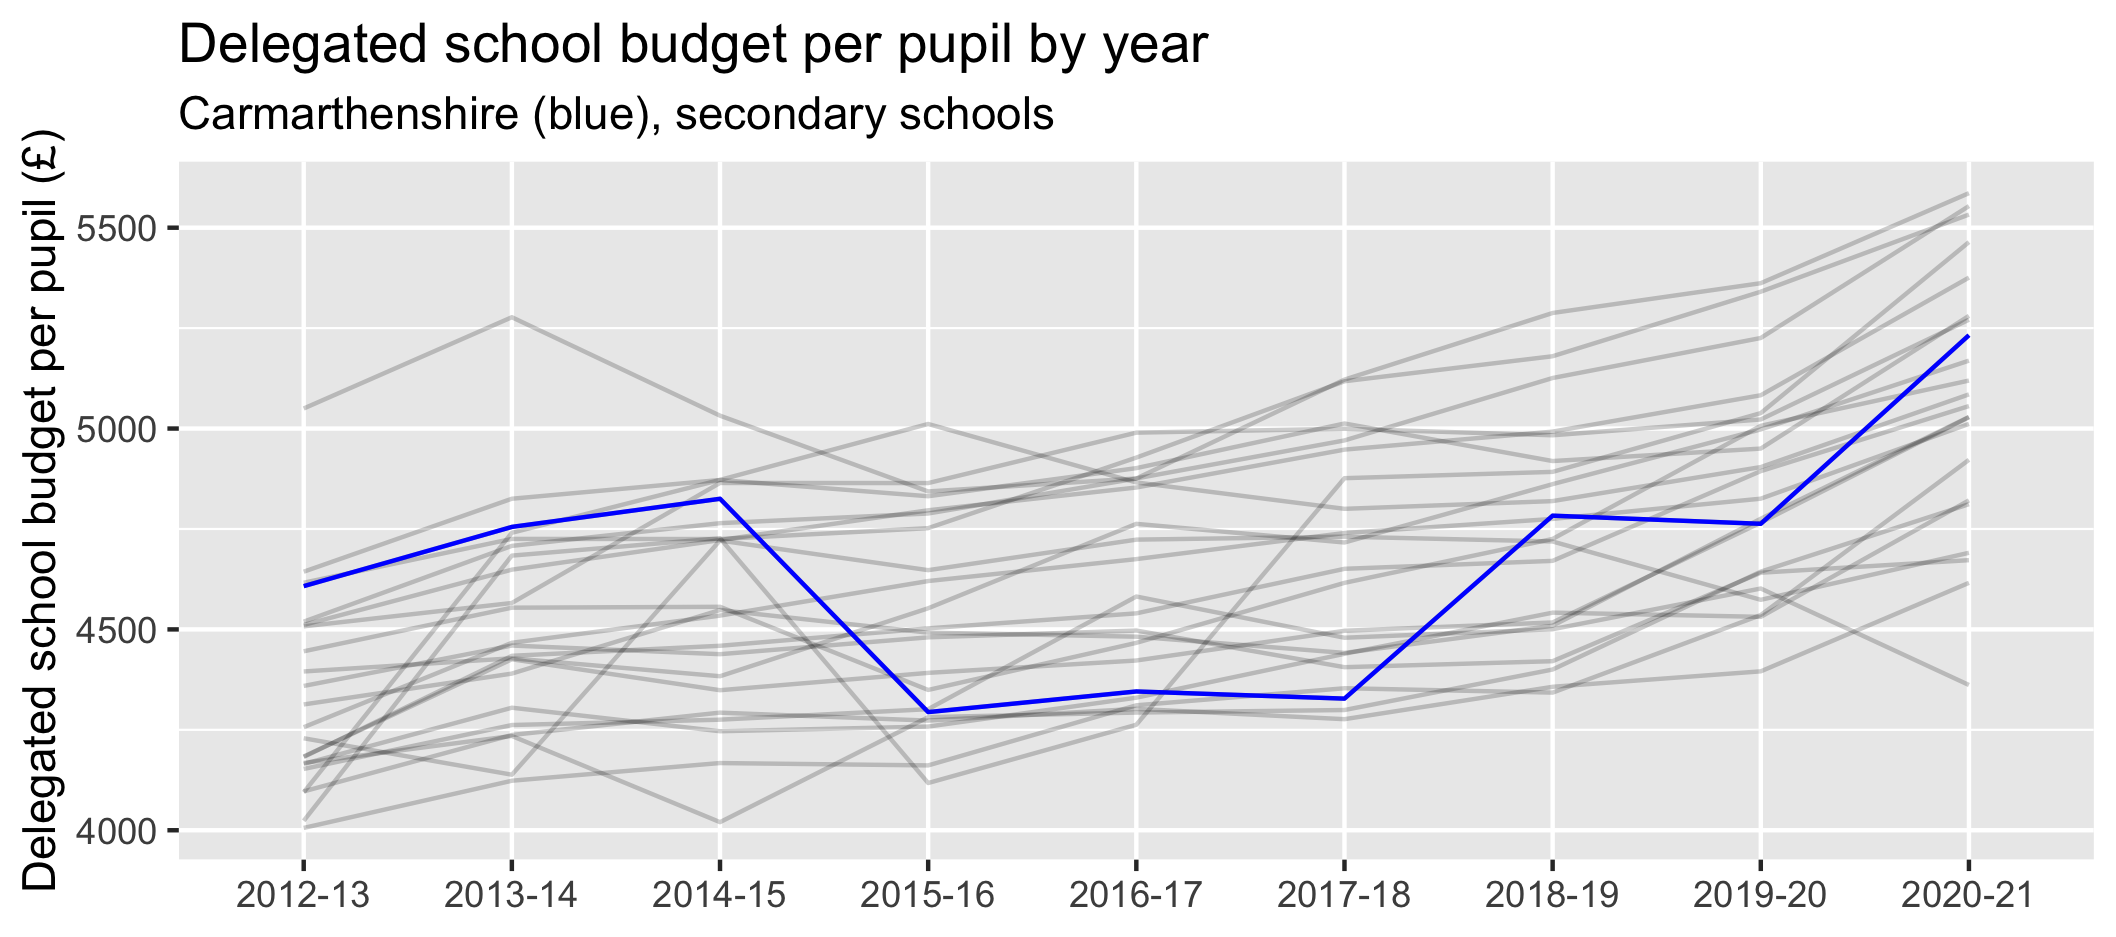 Delegated school budget per pupil by year
Carmarthenshire (blue), secondary schools
Delegated school budget per pupil (£)
5500
5000
4500
4000
2012-13 2013-14 2014-15 2015-16 2016-17 2017-18 2018-19 2019-20 2020-21